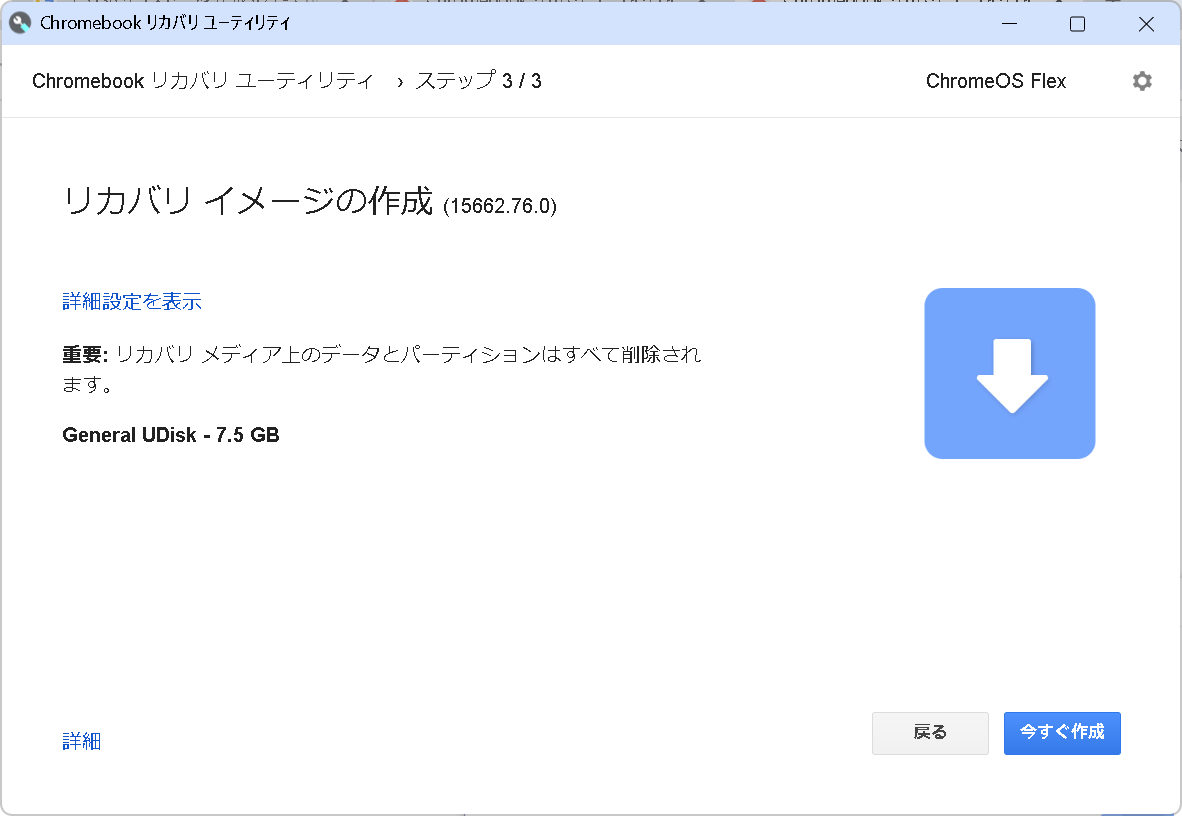 Chromebook リカバリ ユーティリティ
Chromebook リカバリ ユーティリティ › ステップ 3 / 3 ChromeOS Flex
リカバリ イメージの作成 (15662.76.0)
詳細設定を表示
重要: リカバリ メディア上のデータとパーティションはすべて削除され
ます。
General UDisk - 7.5 GB
詳細 戻る 今すぐ作成